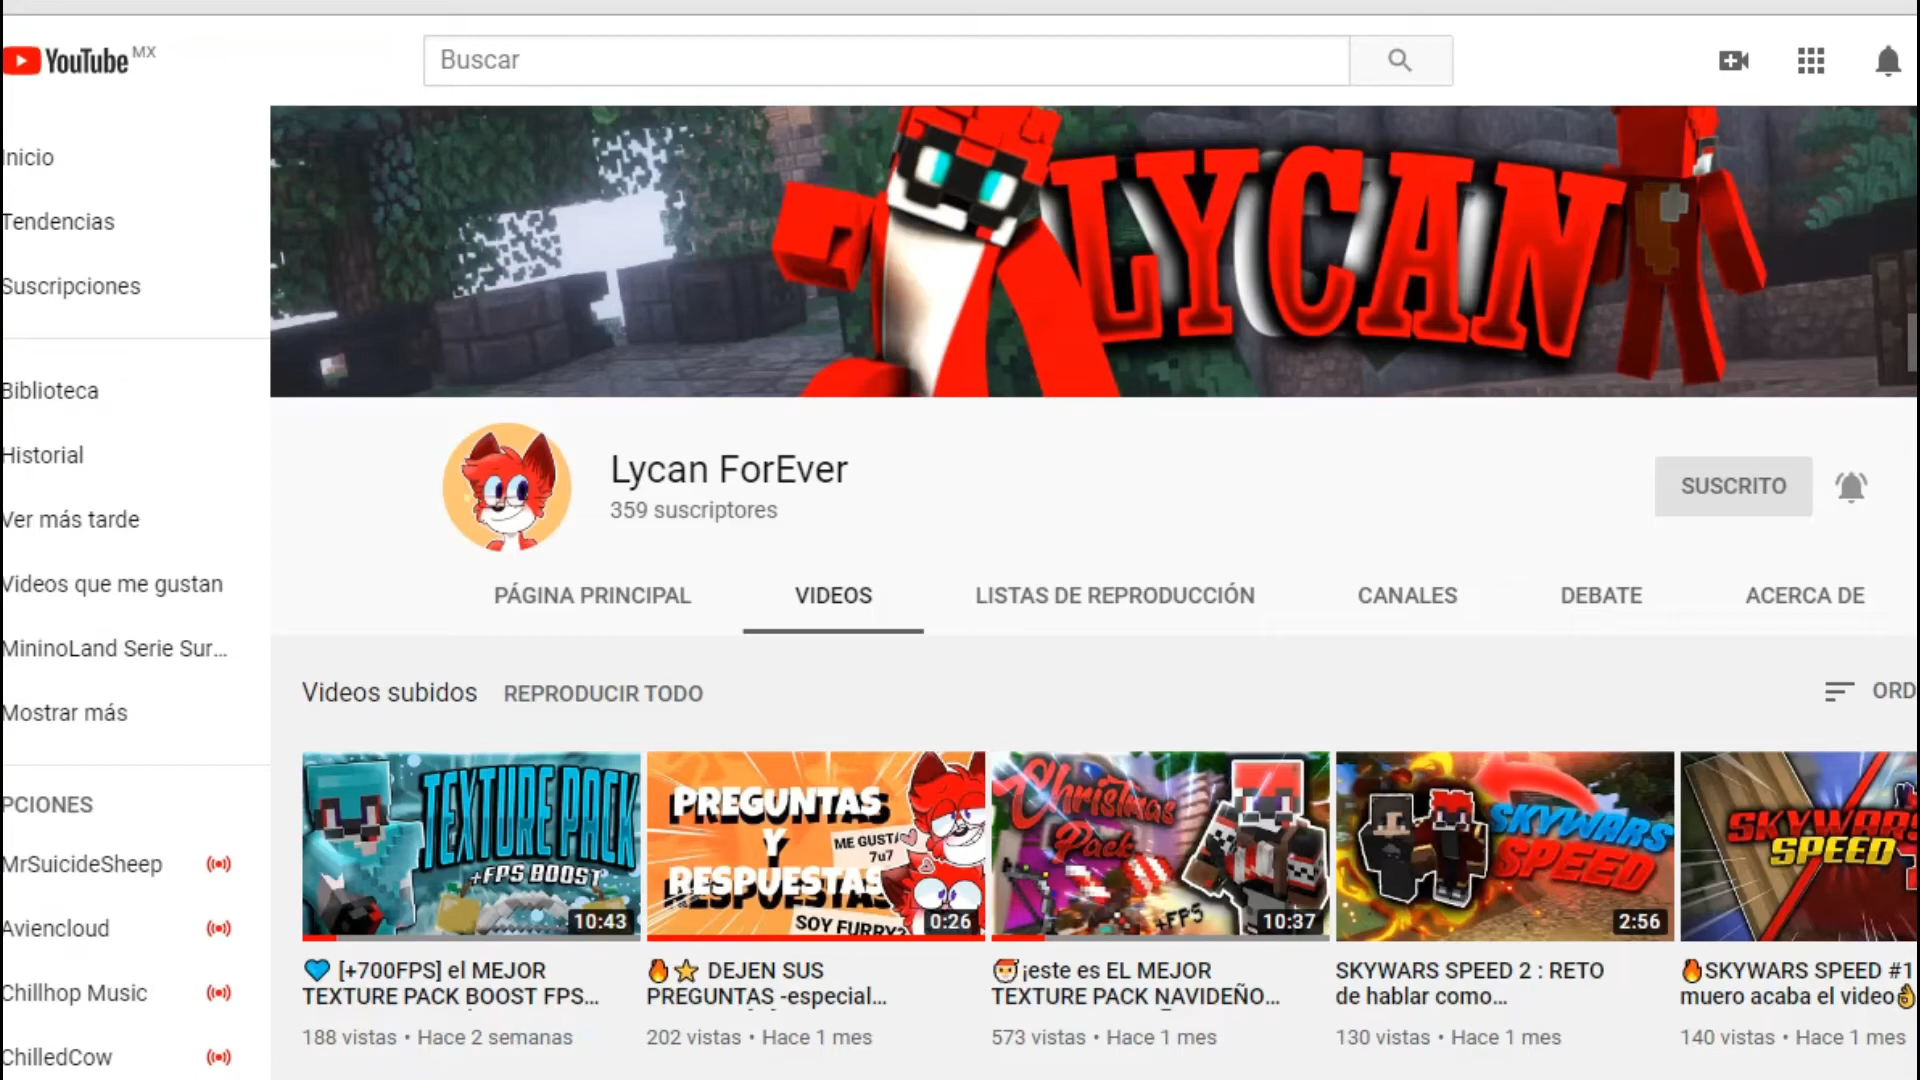 YouTube MX
Buscar
Inicio
Tendencias
Suscripciones
Biblioteca
Historial
Ver más tarde
Videos que me gustan
MininoLand Serie Sur...
Mostrar más
PCIONES
MrSuicideSheep
Aviencloud
Chillhop Music
ChilledCow
LYCAN
Lycan ForEver
359 suscriptores
SUSCRITO
PÁGINA PRINCIPAL VIDEOS LISTAS DE REPRODUCCIÓN CANALES DEBATE ACERCA DE
Videos subidos REPRODUCIR TODO
ORD
TEXTURE PACK
+FPS BOOST
10:43
💙 [+700FPS] el MEJOR
TEXTURE PACK BOOST FPS...
188 vistas • Hace 2 semanas
PREGUNTAS
Y
RESPUESTAS
ME GUSTA
7u7
SOY FURRY?
0:26
🔥⭐ DEJEN SUS
PREGUNTAS -especial...
202 vistas • Hace 1 mes
Christmas
Pack
+FPS
10:37
🎅¡este es EL MEJOR
TEXTURE PACK NAVIDEÑO...
573 vistas • Hace 1 mes
SKYWARS
SPEED
2:56
SKYWARS SPEED 2 : RETO
de hablar como...
130 vistas • Hace 1 mes
SKYWARS
SPEED
🔥SKYWARS SPEED #1
muero acaba el video👌
140 vistas • Hace 1 mes